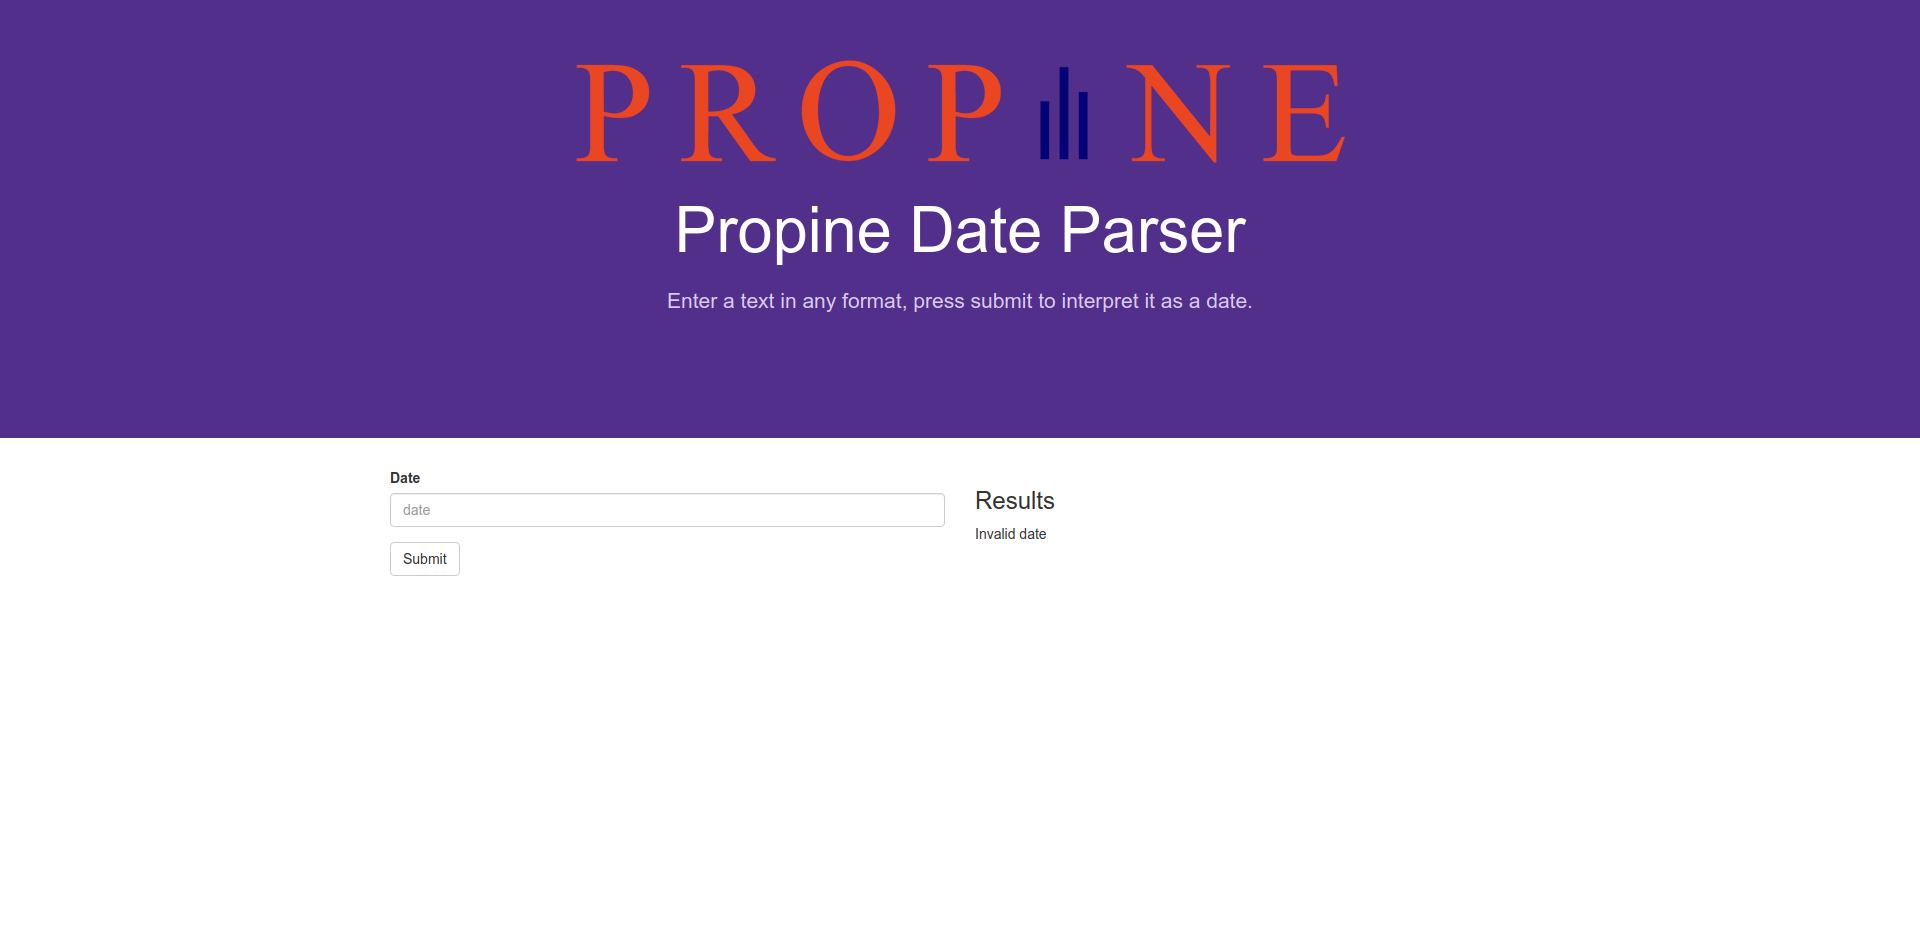 PROPINE
Propine Date Parser
Enter a text in any format, press submit to interpret it as a date.
Date
date
Submit
Results
Invalid date